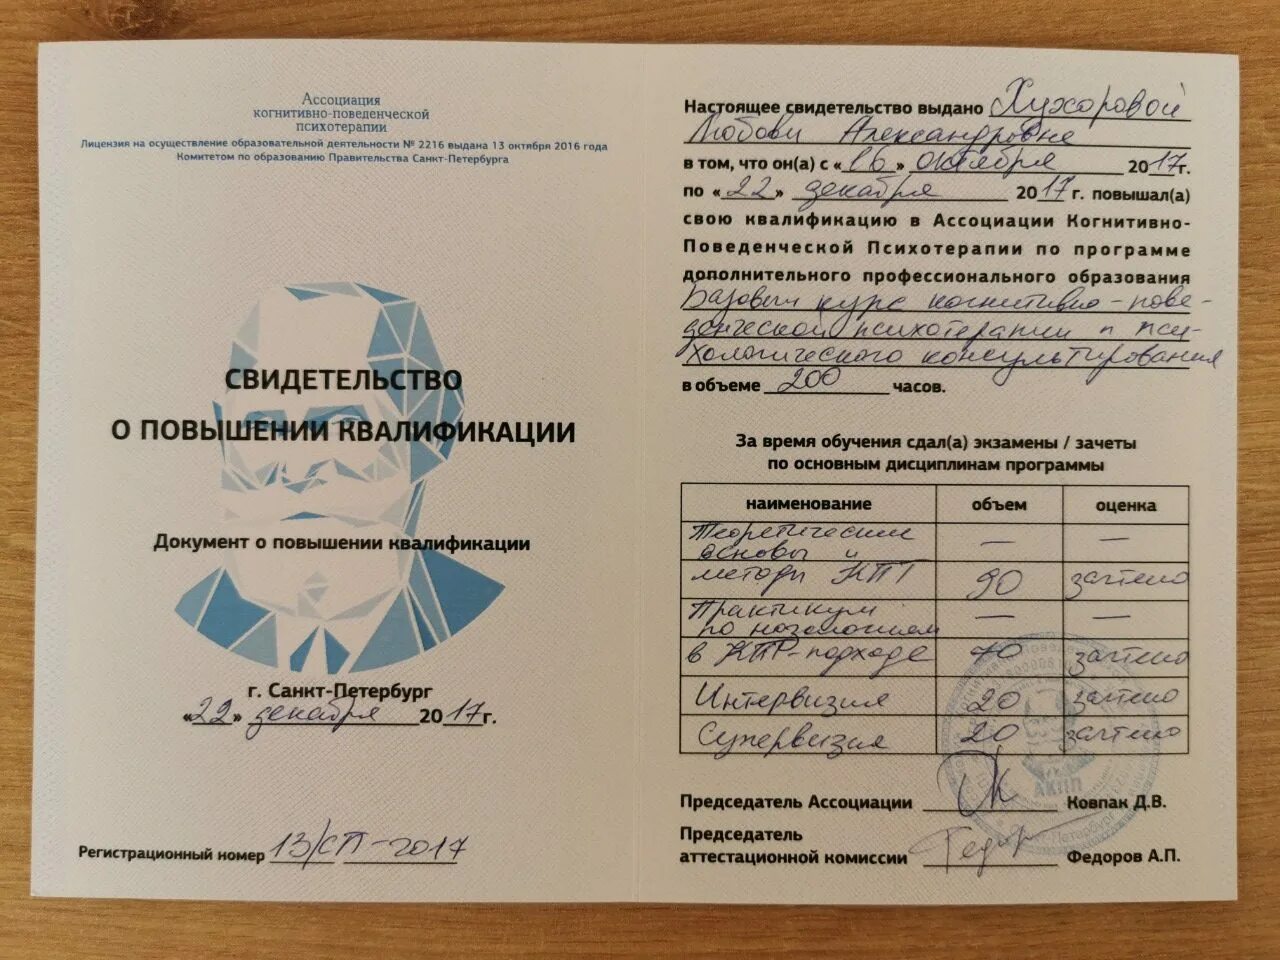 Ассоциация
когнитивно-поведенческой
психотерапии
Лицензия на осуществление образовательной деятельности № 2216 выдана 13 октября 2016 года
Комитетом по образованию Правительства Санкт-Петербурга
СВИДЕТЕЛЬСТВО
О ПОВЫШЕНИИ КВАЛИФИКАЦИИ
Документ о повышении квалификации
г. Санкт-Петербург
«22» декабря 2017г.
Регистрационный номер 13/СП-2017
Настоящее свидетельство выдано Хухоровой
Любови Александровне
в том, что он(а) с «16» октября 2017г.
по «22» декабря 2017г. повышал(а)
свою квалификацию в Ассоциации Когнитивно-
Поведенческой Психотерапии по программе
дополнительного профессионального образования
Базовый курс когнитивно-пове-
денческой психотерапии и пси-
хологического консультирования
в объеме 200 часов.
За время обучения сдал(а) экзамены / зачеты
по основным дисциплинам программы
наименование объем оценка
Теоретические
основы и — —
методы КПТ 90 зачтено
Практикум
по нозологиям — —
в КПТ-подходе 70 зачтено
Интервизия 20 зачтено
Супервизия 20 зачтено
АКПП
Председатель Ассоциации Ковпак Д.В.
Председатель
аттестационной комиссии Федоров А.П.